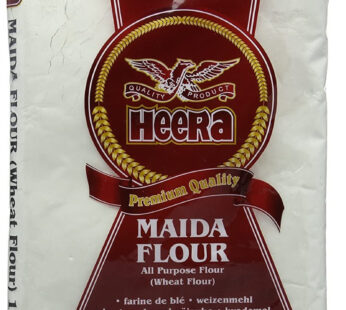 QUALITY PRODUCT
HEERA
Premium Quality
MAIDA
FLOUR
All Purpose Flour
(Wheat Flour)
• farine de blé • weizenmehl
MAIDA FLOUR (Wheat Flour) 1